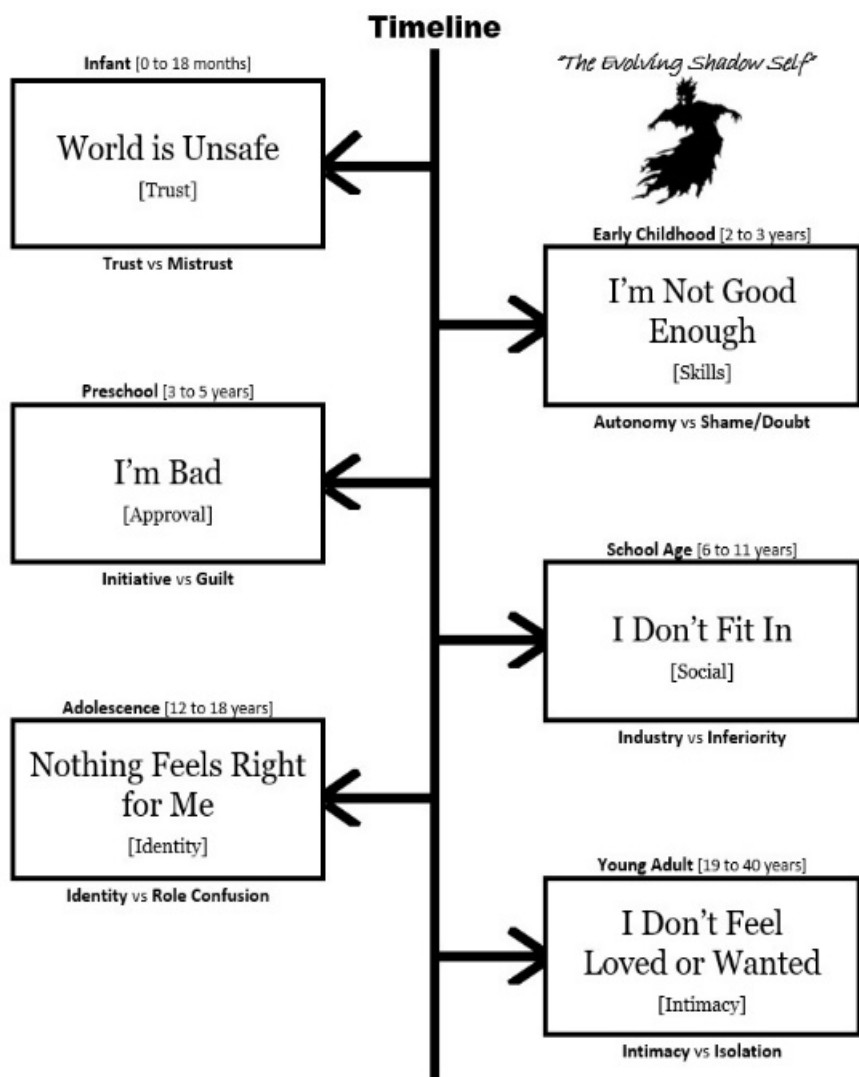 Timeline
Infant [0 to 18 months]
World is Unsafe
[Trust]
Trust vs Mistrust
"The Evolving Shadow Self"
Early Childhood [2 to 3 years]
I'm Not Good
Enough
[Skills]
Autonomy vs Shame/Doubt
Preschool [3 to 5 years]
I'm Bad
[Approval]
Initiative vs Guilt
School Age [6 to 11 years]
I Don't Fit In
[Social]
Industry vs Inferiority
Adolescence [12 to 18 years]
Nothing Feels Right
for Me
[Identity]
Identity vs Role Confusion
Young Adult [19 to 40 years]
I Don't Feel
Loved or Wanted
[Intimacy]
Intimacy vs Isolation